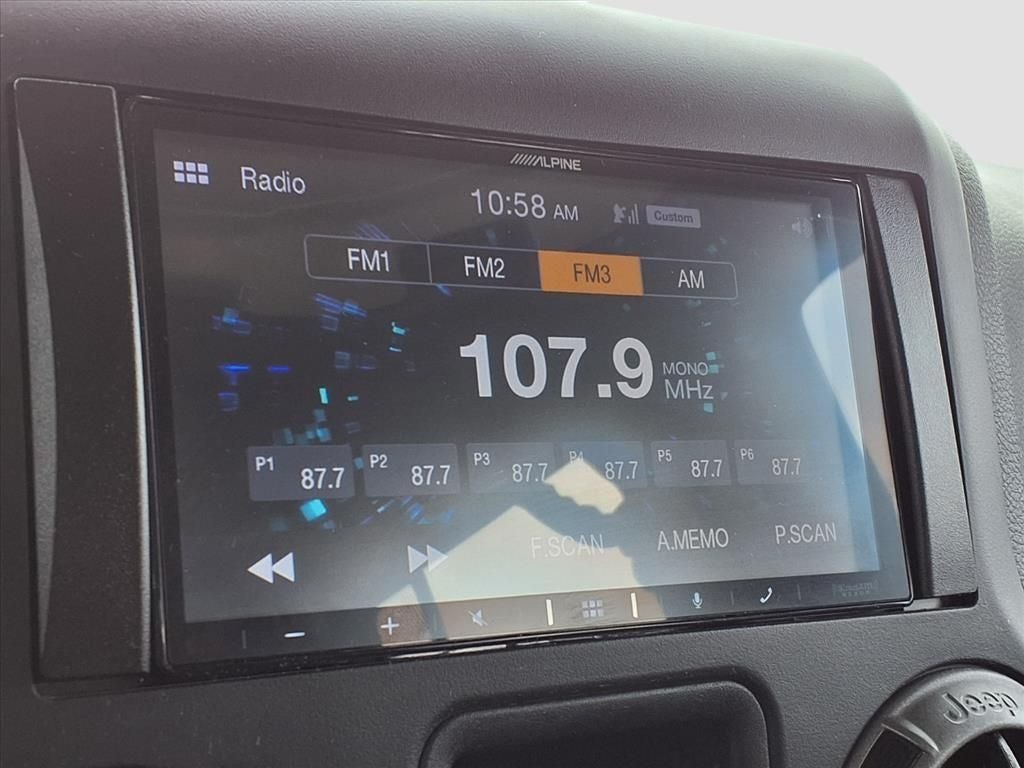 ALPINE
Radio
10:58 AM
Custom
FM1 FM2 FM3 AM
107.9 MONO
MHz
P1 87.7 P2 87.7 P3 87.7 P4 87.7 P5 87.7 P6 87.7
F.SCAN A.MEMO P.SCAN
Jeep